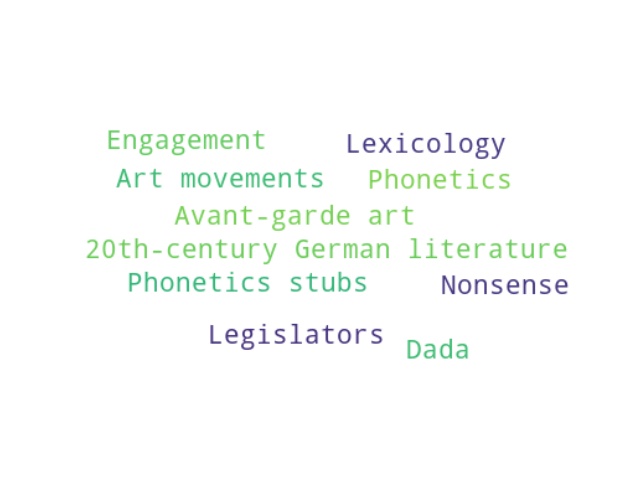 Engagement
Lexicology
Art movements
Phonetics
Avant-garde art
20th-century German literature
Phonetics stubs
Nonsense
Legislators
Dada